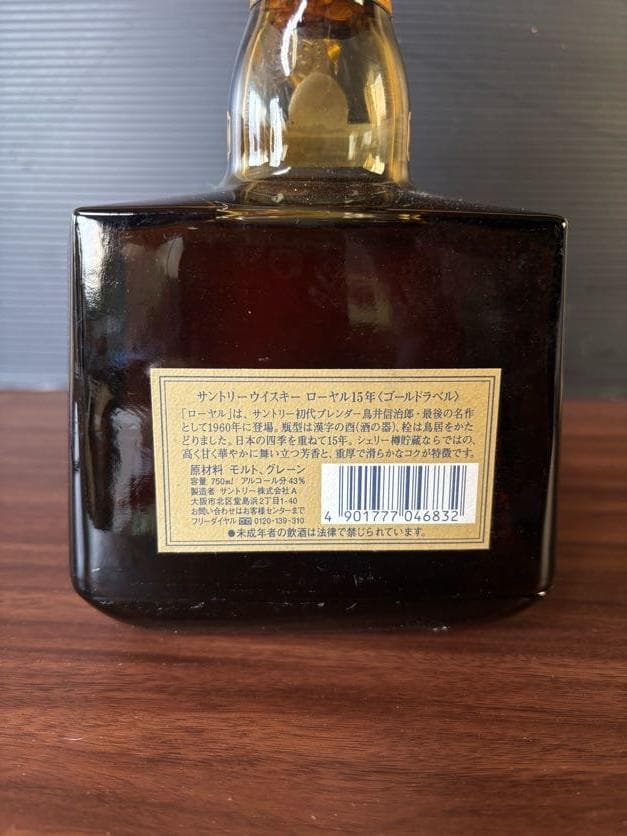 サントリーウイスキー ローヤル15年〈ゴールドラベル〉
「ローヤル」は、サントリー初代ブレンダー鳥井信治郎・最後の名作
として1960年に登場。瓶型は漢字の酉(酒の器)、栓は鳥居をかた
どりました。日本の四季を重ねて15年。シェリー樽貯蔵ならではの、
高く甘く華やかに舞い立つ芳香と、重厚で滑らかなコクが特徴です。
原材料 モルト、グレーン
容量 750ml アルコール分 43%
製造者 サントリー株式会社A
大阪市北区堂島浜2丁目1-40
お問い合わせはお客様センターまで
フリーダイヤル 0120-139-310
4 901777 046832
●未成年者の飲酒は法律で禁じられています。